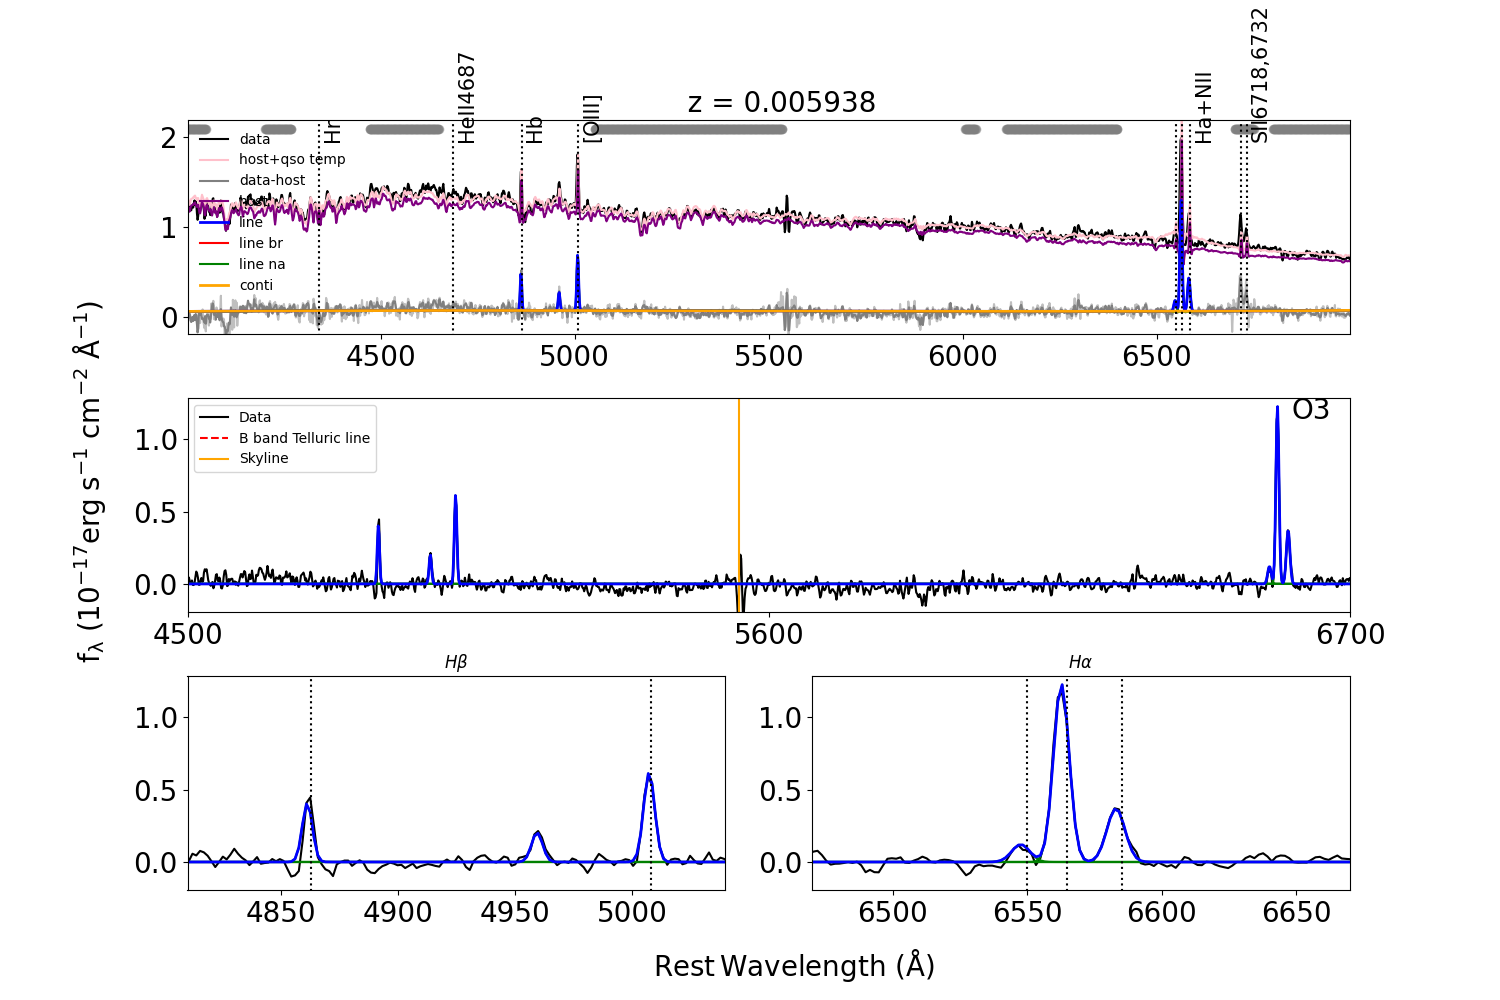 z = 0.005938
Hr
HeII4687
Hb
[OIII]
Ha+NII
SII6718,6732
data
host+qso temp
data-host
line
line br
line na
conti
2
1
0
4500 5000 5500 6000 6500
fλ (10⁻¹⁷erg s⁻¹ cm⁻² Å⁻¹)
O3
Data
B band Telluric line
Skyline
1.0
0.5
0.0
4500 5600 6700
Hβ
1.0
0.5
0.0
4850 4900 4950 5000
Hα
1.0
0.5
0.0
6500 6550 6600 6650
Rest Wavelength (Å)